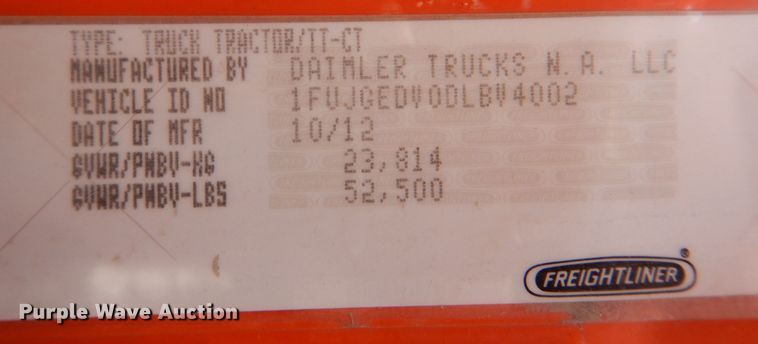 TYPE: TRUCK TRACTOR/TT-CT
MANUFACTURED BY DAIMLER TRUCKS N.A. LLC
VEHICLE ID NO 1FUJGEDV0DLBV4002
DATE OF MFR 10/12
GVWR/PNBV-KG 23,814
GVWR/PNBV-LBS 52,500
FREIGHTLINER®
Purple Wave Auction